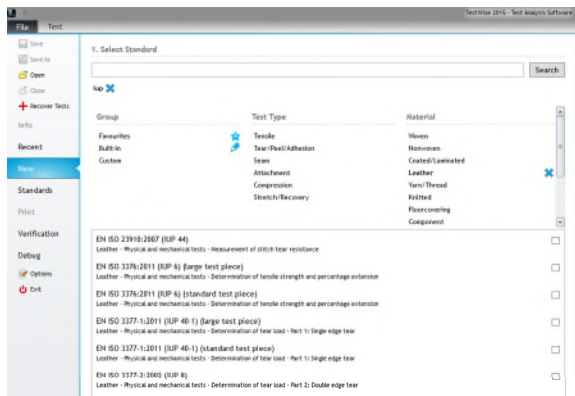 TestWise 2015 - Test Analysis Software
File Test
Save
Save As
Open
Close
Recover Tests
Info
Recent
New
Standards
Print
Verification
Debug
Options
Exit
1. Select Standard
Search
iup
Group Test Type Material
Favourites Tensile Woven
Built-in Tear/Peel/Adhesion Nonwoven
Custom Seam Coated/Laminated
Attachment Leather
Compression Yarn/Thread
Stretch/Recovery Knitted
Floorcovering
Component
EN ISO 23910:2007 (IUP 44)
Leather - Physical and mechanical tests - Measurement of stitch tear resistance
EN ISO 3376:2011 (IUP 6) (large test piece)
Leather - Physical and mechanical tests - Determination of tensile strength and percentage extension
EN ISO 3376:2011 (IUP 6) (standard test piece)
Leather - Physical and mechanical tests - Determination of tensile strength and percentage extension
EN ISO 3377-1:2011 (IUP 40-1) (large test piece)
Leather - Physical and mechanical tests - Determination of tear load - Part 1: Single edge tear
EN ISO 3377-1:2011 (IUP 40-1) (standard test piece)
Leather - Physical and mechanical tests - Determination of tear load - Part 1: Single edge tear
EN ISO 3377-2:2002 (IUP 8)
Leather - Physical and mechanical tests - Determination of tear load - Part 2: Double edge tear